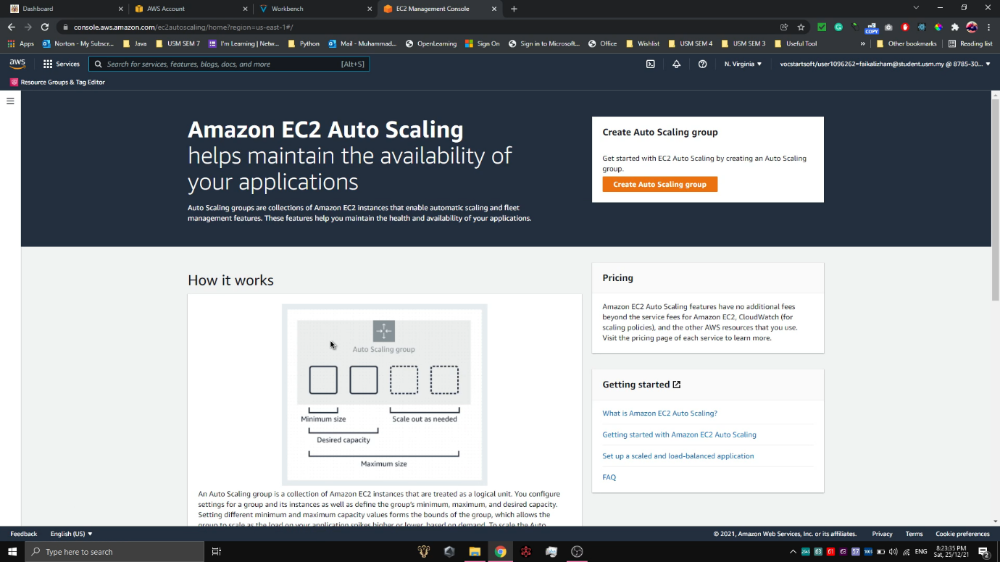 Dashboard
AWS Account
Workbench
EC2 Management Console
console.aws.amazon.com/ec2autoscaling/home?region=us-east-1#/
COPY
Apps
Norton - My Subscr...
Java
USM SEM 7
I'm Learning | Netw...
Python
Mail - Muhammad...
OpenLearning
Sign On
Sign in to Microsoft...
Office
Wishlist
USM SEM 4
USM SEM 3
Useful Tool
»
Other bookmarks
Reading list
aws
Services
Search for services, features, blogs, docs, and more
[Alt+S]
N. Virginia ▼
vocstartsoft/user1096262=faikalizham@student.usm.my @ 8785-30... ▼
Resource Groups & Tag Editor
Amazon EC2 Auto Scaling
helps maintain the availability of
your applications
Auto Scaling groups are collections of Amazon EC2 instances that enable automatic scaling and fleet
management features. These features help you maintain the health and availability of your applications.
Create Auto Scaling group
Get started with EC2 Auto Scaling by creating an Auto Scaling
group.
Create Auto Scaling group
How it works
Auto Scaling group
Minimum size
Scale out as needed
Desired capacity
Maximum size
An Auto Scaling group is a collection of Amazon EC2 instances that are treated as a logical unit. You configure
settings for a group and its instances as well as define the group's minimum, maximum, and desired capacity.
Setting different minimum and maximum capacity values forms the bounds of the group, which allows the
group to scale as the load on your application spikes higher or lower, based on demand. To scale the Auto
Pricing
Amazon EC2 Auto Scaling features have no additional fees
beyond the service fees for Amazon EC2, CloudWatch (for
scaling policies), and the other AWS resources that you use.
Visit the pricing page of each service to learn more.
Getting started
What is Amazon EC2 Auto Scaling?
Getting started with Amazon EC2 Auto Scaling
Set up a scaled and load-balanced application
FAQ
Feedback
English (US) ▼
© 2021, Amazon Web Services, Inc. or its affiliates.
Privacy
Terms
Cookie preferences
Type here to search
63
61
63
57
ENG
8:23:35 PM
Sat, 25/12/21
2